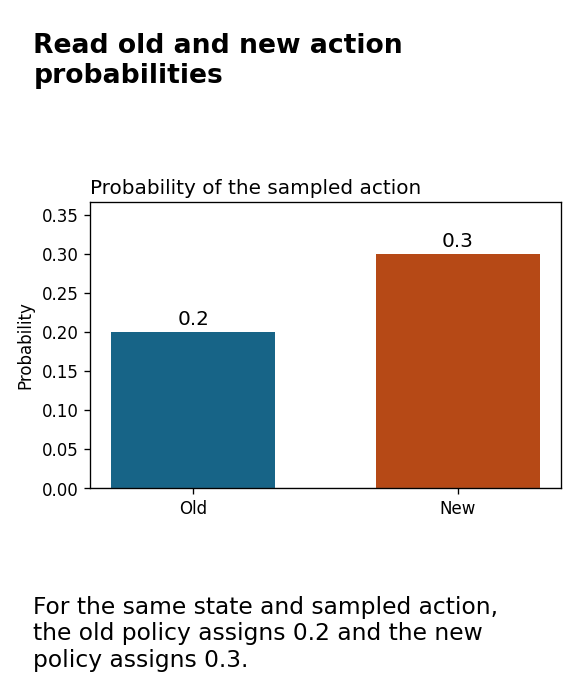 Read old and new action
probabilities
Probability of the sampled action
0.35
0.30
0.25
0.20
0.15
0.10
0.05
0.00
Probability
0.2
0.3
Old
New
For the same state and sampled action,
the old policy assigns 0.2 and the new
policy assigns 0.3.